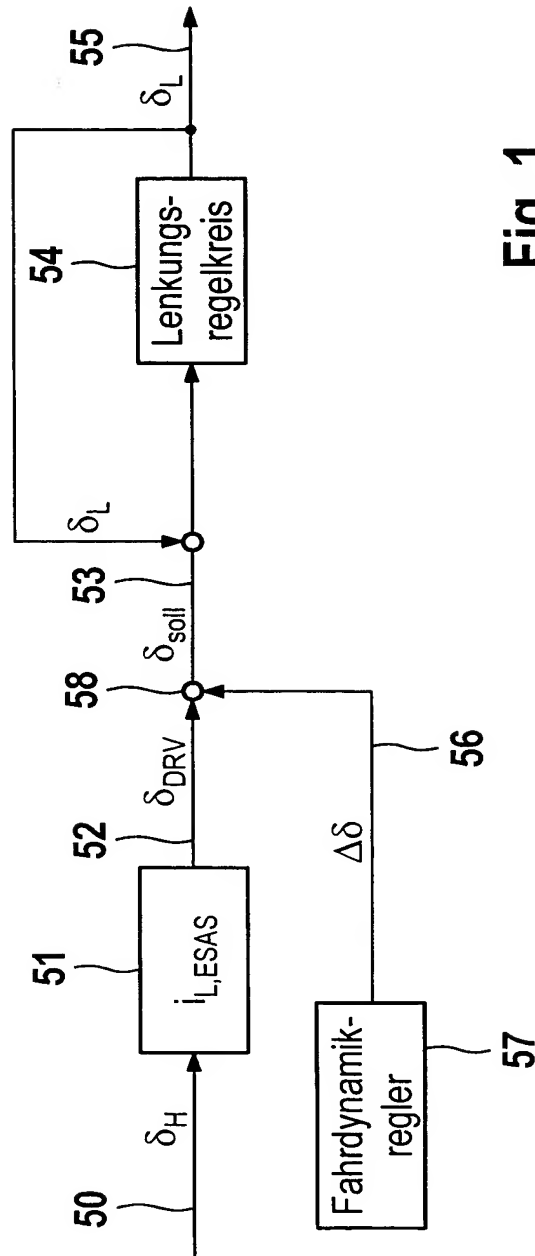 50
δH
51
iL,ESAS
52
δDRV
58
δsoll
53
δL
54
Lenkungs-
regelkreis
δL
55
Fahrdynamik-
regler
57
Δδ
56
Fig. 1